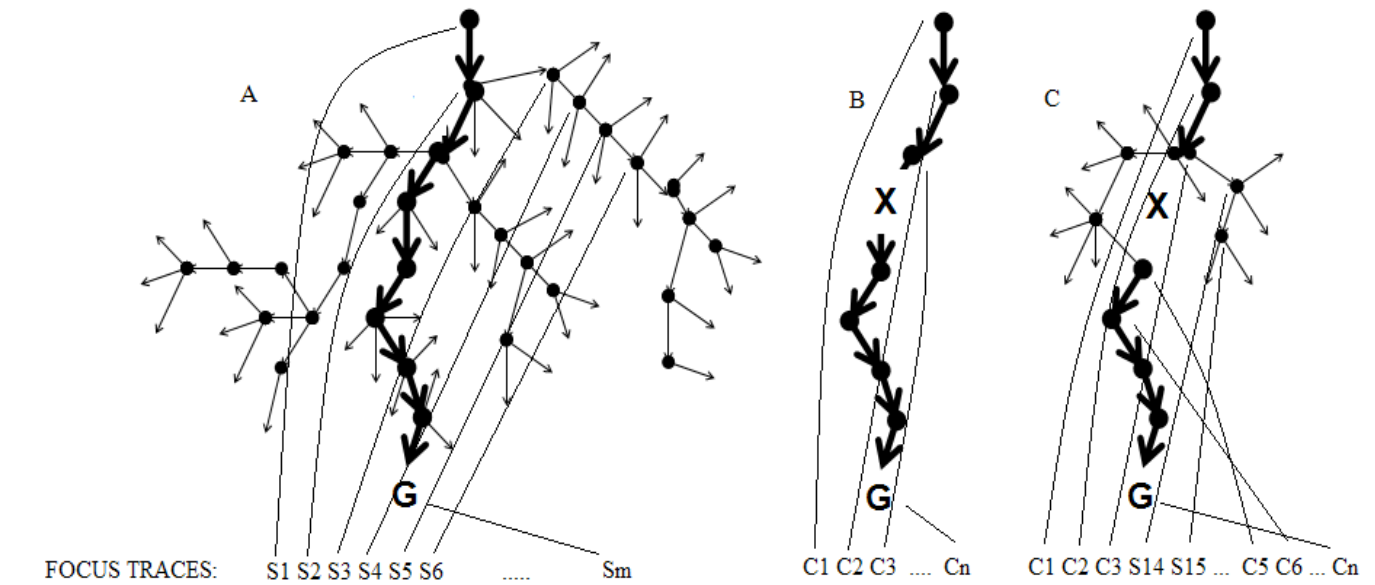 A
B
C
X
X
G
G
G
FOCUS TRACES: S1 S2 S3 S4 S5 S6 ..... Sm
C1 C2 C3 .... Cn
C1 C2 C3 S14 S15 ... C5 C6 ... Cn